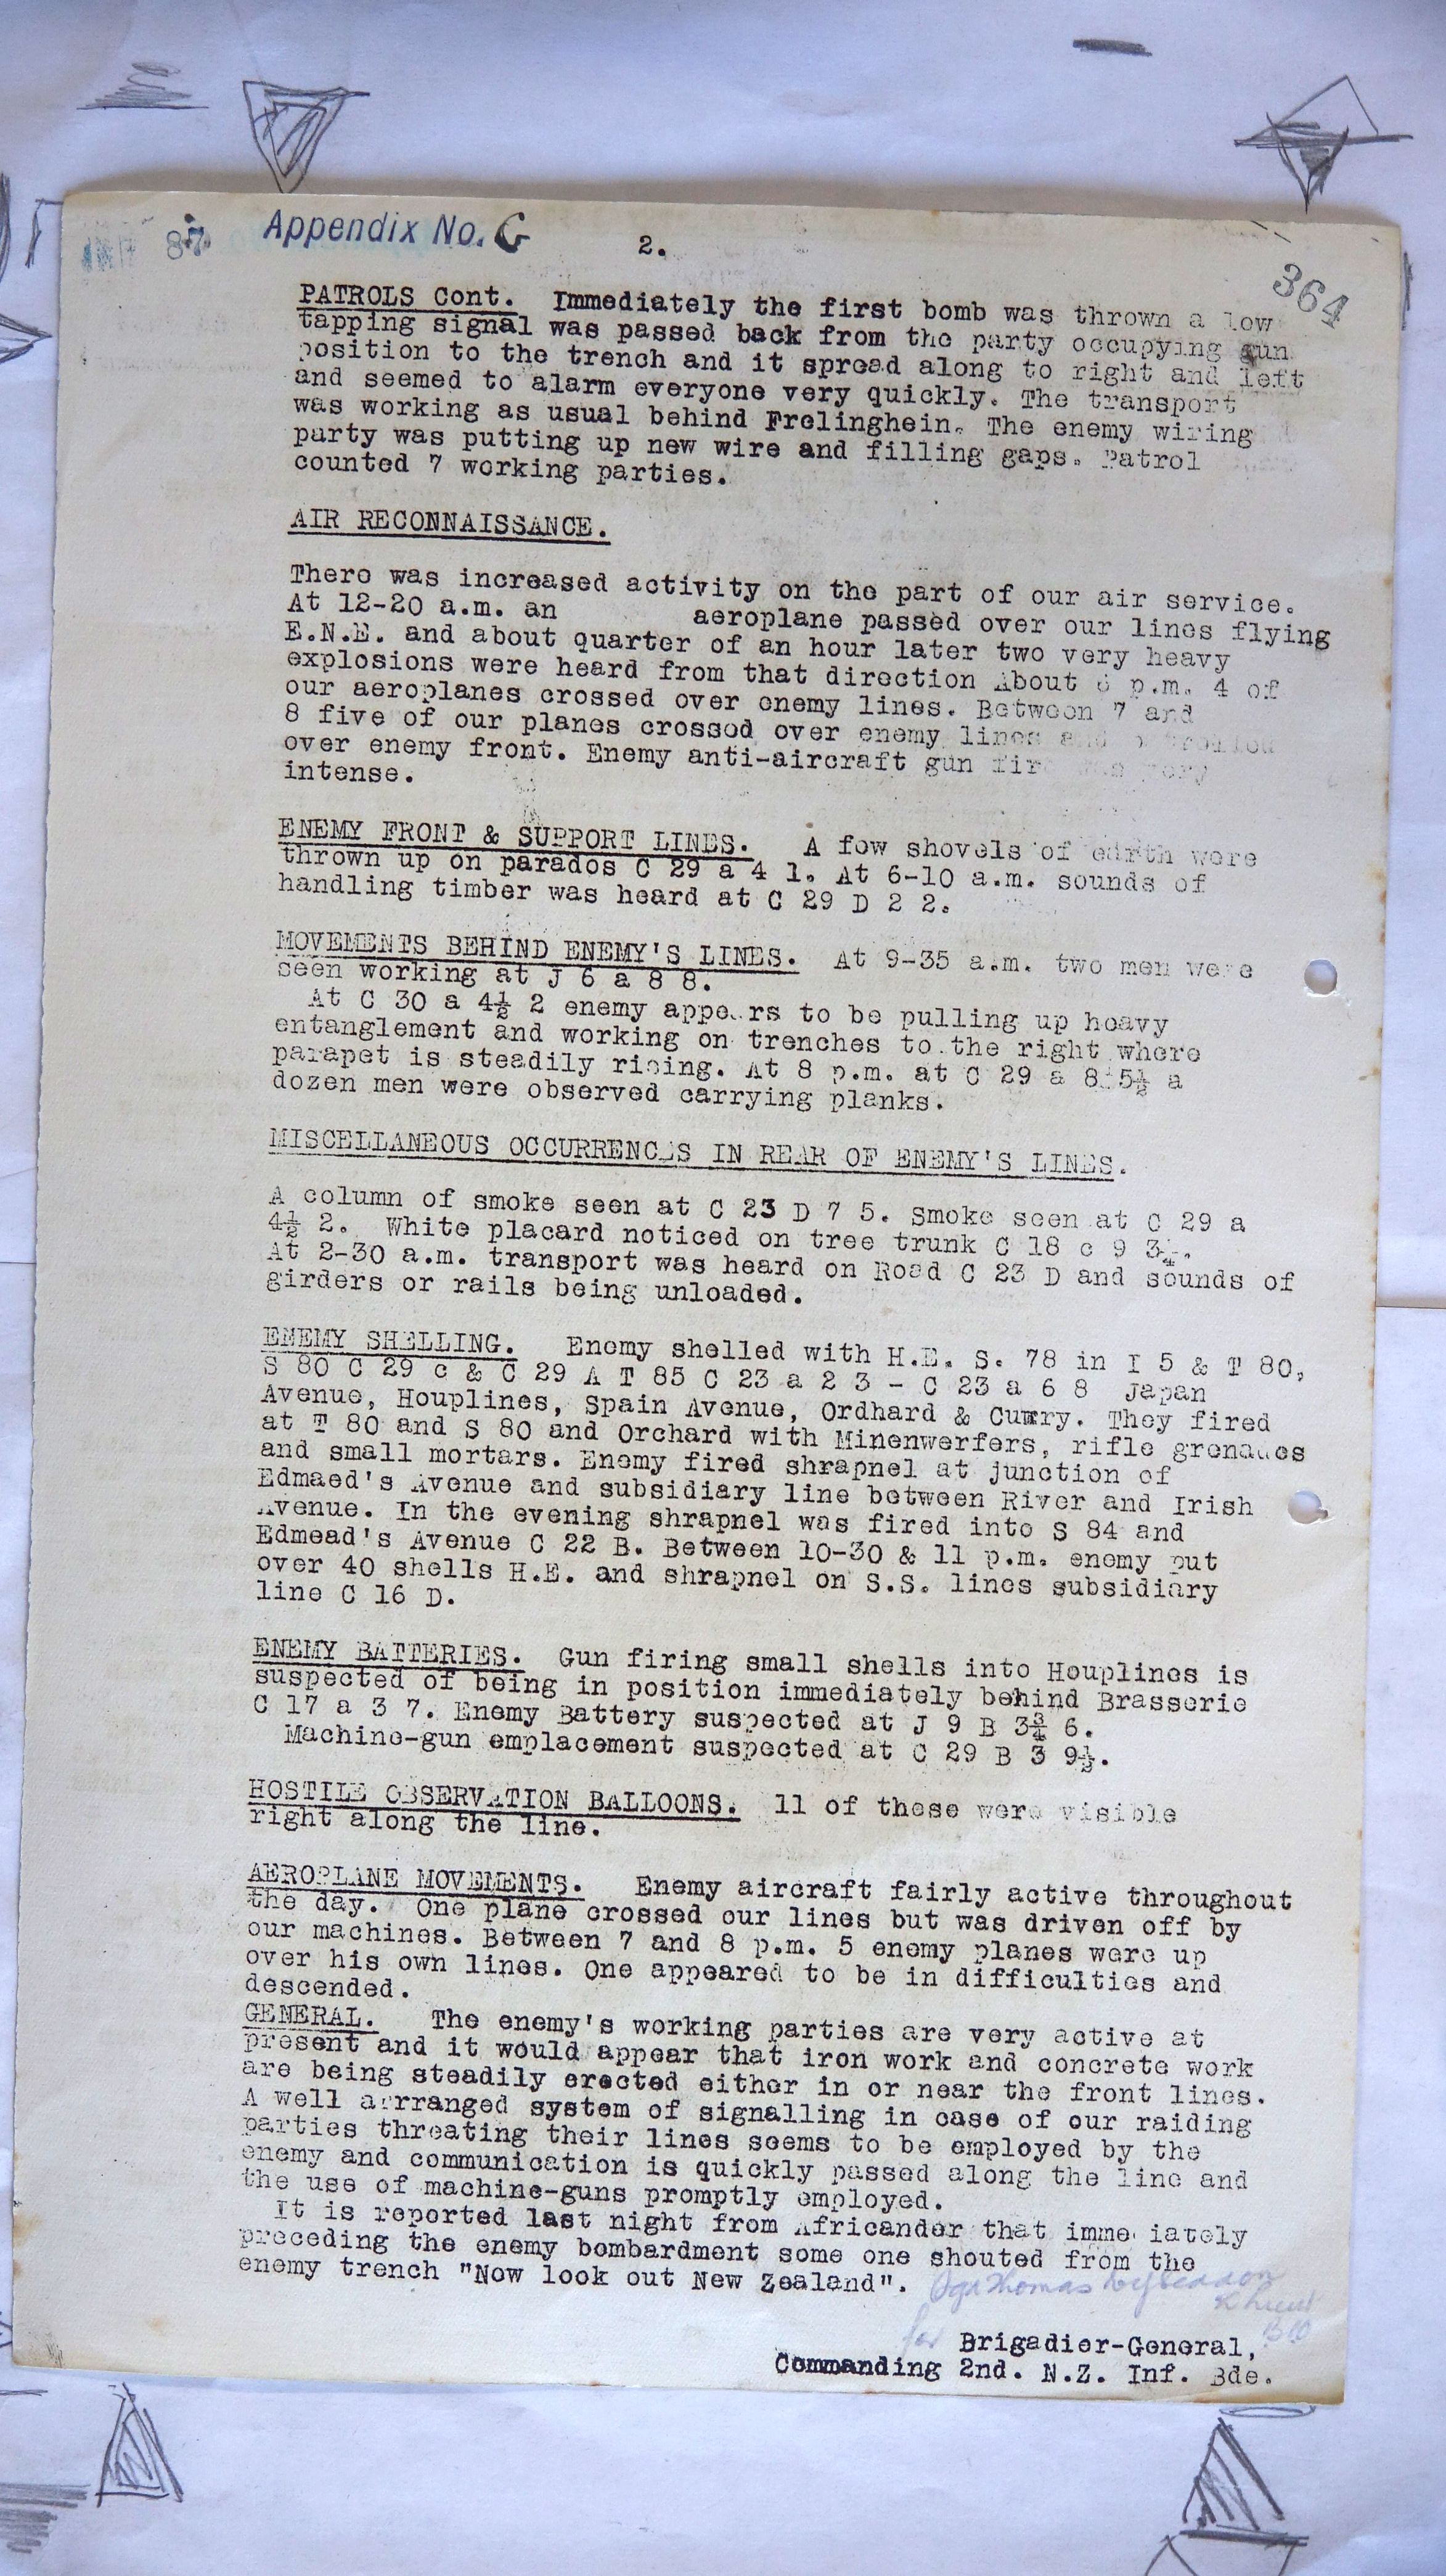 87 Appendix No. G
2.
364
PATROLS Cont. Immediately the first bomb was thrown a low
tapping signal was passed back from the party occupying gun
position to the trench and it spread along to right and left
and seemed to alarm everyone very quickly. The transport
was working as usual behind Frelinghein. The enemy wiring
party was putting up new wire and filling gaps. Patrol
counted 7 working parties.
AIR RECONNAISSANCE.
There was increased activity on the part of our air service.
At 12-20 a.m. an aeroplane passed over our lines flying
E.N.E. and about quarter of an hour later two very heavy
explosions were heard from that direction About p.m. 4 of
our aeroplanes crossed over enemy lines. Between 7 and
8 five of our planes crossed over enemy lines and
over enemy front. Enemy anti-aircraft gun fire was very
intense.
ENEMY FRONT & SUPPORT LINES. A few shovels of earth were
thrown up on parados C 29 a 4 1. At 6-10 a.m. sounds of
handling timber was heard at C 29 D 2 2.
MOVEMENTS BEHIND ENEMY'S LINES. At 9-35 a.m. two men were
seen working at J 6 a 8 8.
At C 30 a 4½ 2 enemy appears to be pulling up heavy
entanglement and working on trenches to the right where
parapet is steadily rising. At 8 p.m. at C 29 a 8 5½ a
dozen men were observed carrying planks.
MISCELLANEOUS OCCURRENCES IN REAR OF ENEMY'S LINES.
A column of smoke seen at C 23 D 7 5. Smoke seen at C 29 a
4½ 2. White placard noticed on tree trunk C 18 c 9 3¼.
At 2-30 a.m. transport was heard on Road C 23 D and sounds of
girders or rails being unloaded.
ENEMY SHELLING. Enemy shelled with H.E. S. 78 in I 5 & T 80,
S 80 C 29 c & C 29 A T 85 C 23 a 2 3 - C 23 a 6 8 Japan
Avenue, Houplines, Spain Avenue, Ordhard & Curry. They fired
at T 80 and S 80 and Orchard with Minenwerfers, rifle grenades
and small mortars. Enemy fired shrapnel at junction of
Edmaed's Avenue and subsidiary line between River and Irish
Avenue. In the evening shrapnel was fired into S 84 and
Edmead's Avenue C 22 B. Between 10-30 & 11 p.m. enemy put
over 40 shells H.E. and shrapnel on S.S. lines subsidiary
line C 16 D.
ENEMY BATTERIES. Gun firing small shells into Houplines is
suspected of being in position immediately behind Brasserie
C 17 a 3 7. Enemy Battery suspected at J 9 B 3¾ 6.
Machine-gun emplacement suspected at C 29 B 3 9½.
HOSTILE OBSERVATION BALLOONS. 11 of these were visible
right along the line.
AEROPLANE MOVEMENTS. Enemy aircraft fairly active throughout
the day. One plane crossed our lines but was driven off by
our machines. Between 7 and 8 p.m. 5 enemy planes were up
over his own lines. One appeared to be in difficulties and
descended.
GENERAL. The enemy's working parties are very active at
present and it would appear that iron work and concrete work
are being steadily erected either in or near the front lines.
A well arrranged system of signalling in case of our raiding
parties threating their lines seems to be employed by the
enemy and communication is quickly passed along the line and
the use of machine-guns promptly employed.
It is reported last night from Africander that immediately
preceding the enemy bombardment some one shouted from the
enemy trench "Now look out New Zealand".
for Brigadier-General,
Commanding 2nd. N.Z. Inf. Bde.